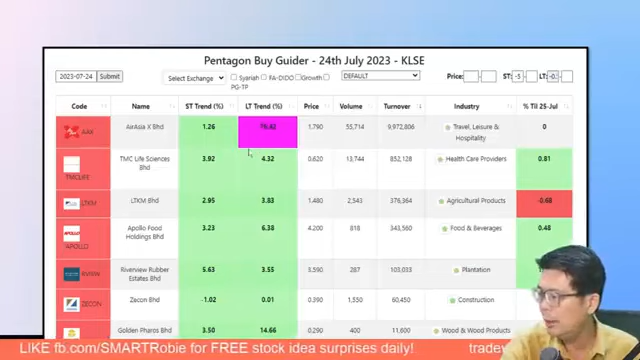 Pentagon Buy Guider - 24th July 2023 - KLSE
2023-07-24 Submit Select Exchange Syariah FA-DIDO Growth PG-TP DEFAULT Price: ST: -5 LT:
Code Name ST Trend (%) LT Trend (%) Price Volume Turnover Industry % Til 25-Jul
AAX AirAsia X Bhd 1.26 1.790 55,714 9,972,806 Travel, Leisure & Hospitality 0
TMCLIFE TMC Life Sciences Bhd 3.92 4.32 0.620 13,744 852,128 Health Care Providers 0.81
LTKM LTKM Bhd 2.95 3.83 1.480 2,543 376,364 Agricultural Products -0.68
APOLLO APOLLO Apollo Food Holdings Bhd 3.23 6.38 4.200 818 343,560 Food & Beverages 0.48
RVIEW Riverview Rubber Estates Bhd 5.63 3.55 3.590 287 103,033 Plantation
ZECON Zecon Bhd -1.02 0.01 0.390 1,550 60,450 Construction
Golden Pharos Bhd 3.50 14.66 0.290 400 11,600 Wood & Wood Products
LIKE fb.com/SMARTRobie for FREE stock idea surprises daily! tradev